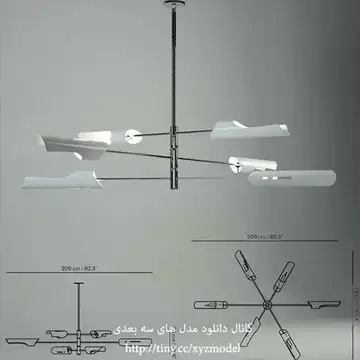 209 cm / 82.3"
209 cm / 82.3"
کانال دانلود مدل های سه بعدی
http://tiny.cc/xyzmodel